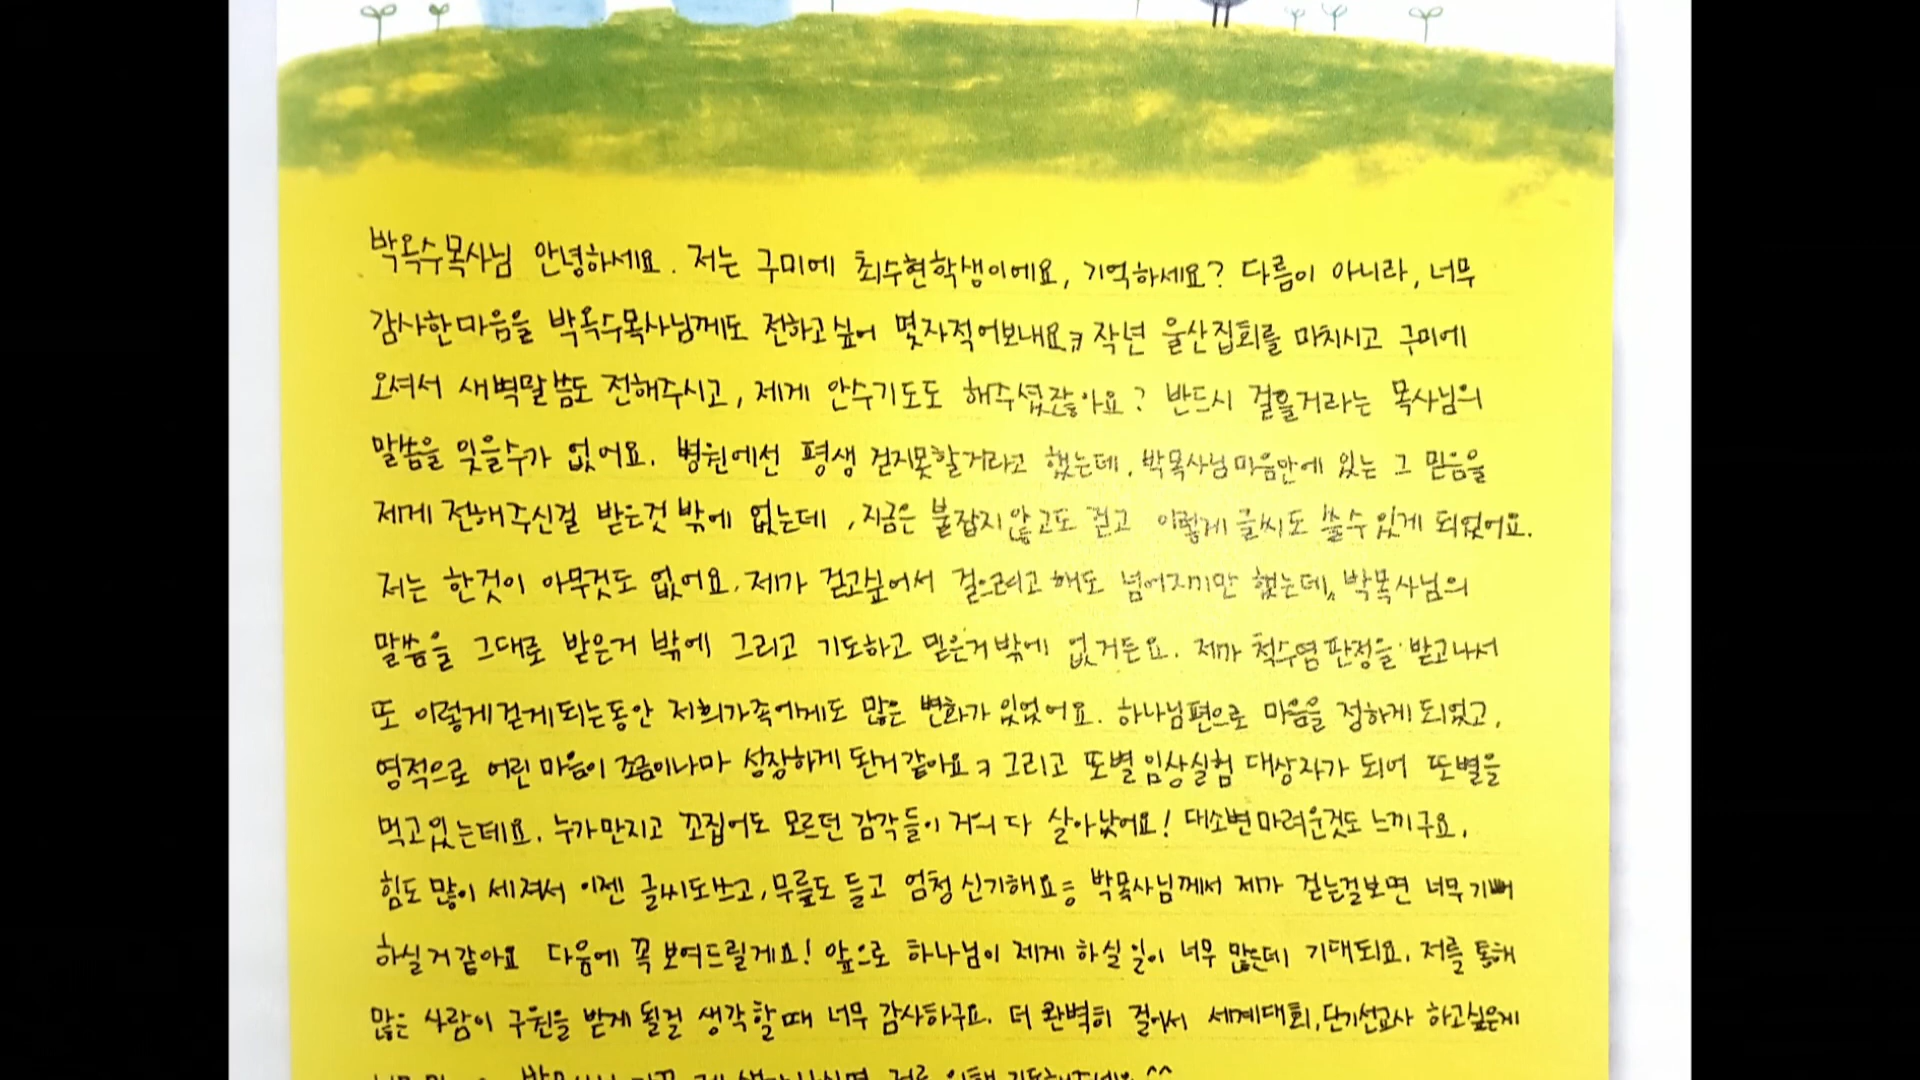 박옥수목사님 안녕하세요. 저는 구미에 최수현학생이에요, 기억하세요? 다름이 아니라, 너무
감사한마음을 박옥수목사님께도 전하고싶어 몇자적어보내요ㅋ 작년 울산집회를 마치시고 구미에
오셔서 새벽말씀도 전해주시고, 제게 안수기도도 해주셨잖아요? 반드시 걸을거라는 목사님의
말씀을 잊을수가 없어요. 병원에선 평생 걷지못할거라고 했는데, 박목사님마음안에 있는 그 믿음을
제게 전해주신걸 받은것 밖에 없는데, 지금은 붙잡지않고도 걷고 이렇게 글씨도 쓸수있게 되었어요.
저는 한것이 아무것도 없어요. 제가 걷고싶어서 걸으려고 해도 넘어지기만 했는데, 박목사님의
말씀을 그대로 받은거 밖에 그리고 기도하고 믿은거밖에 없거든요. 제가 척수염판정을 받고나서
또 이렇게걷게되는동안 저희가족에게도 많은 변화가 있었어요. 하나님편으로 마음을 정하게 되었고,
영적으로 어린 마음이 조금이나마 성장하게 된거같아요ㅋ 그리고 또별 임상실험 대상자가 되어 또별을
먹고있는데요. 누가만지고 꼬집어도 모르던 감각들이 거의 다 살아났어요! 대소변마려운것도 느끼구요,
힘도 많이 세져서 이젠 글씨도쓰고, 무릎도 들고 엄청신기해요ㅎ 박목사님께서 제가 걷는걸보면 너무기뻐
하실거같아요 다음에 꼭 보여드릴게요! 앞으로 하나님이 제게 하실 일이 너무 많은데 기대되요. 저를 통해
많은 사람이 구원을 받게 될걸 생각할때 너무 감사하구요. 더 완벽히 걸어서 세계대회, 단기선교사 하고싶은게